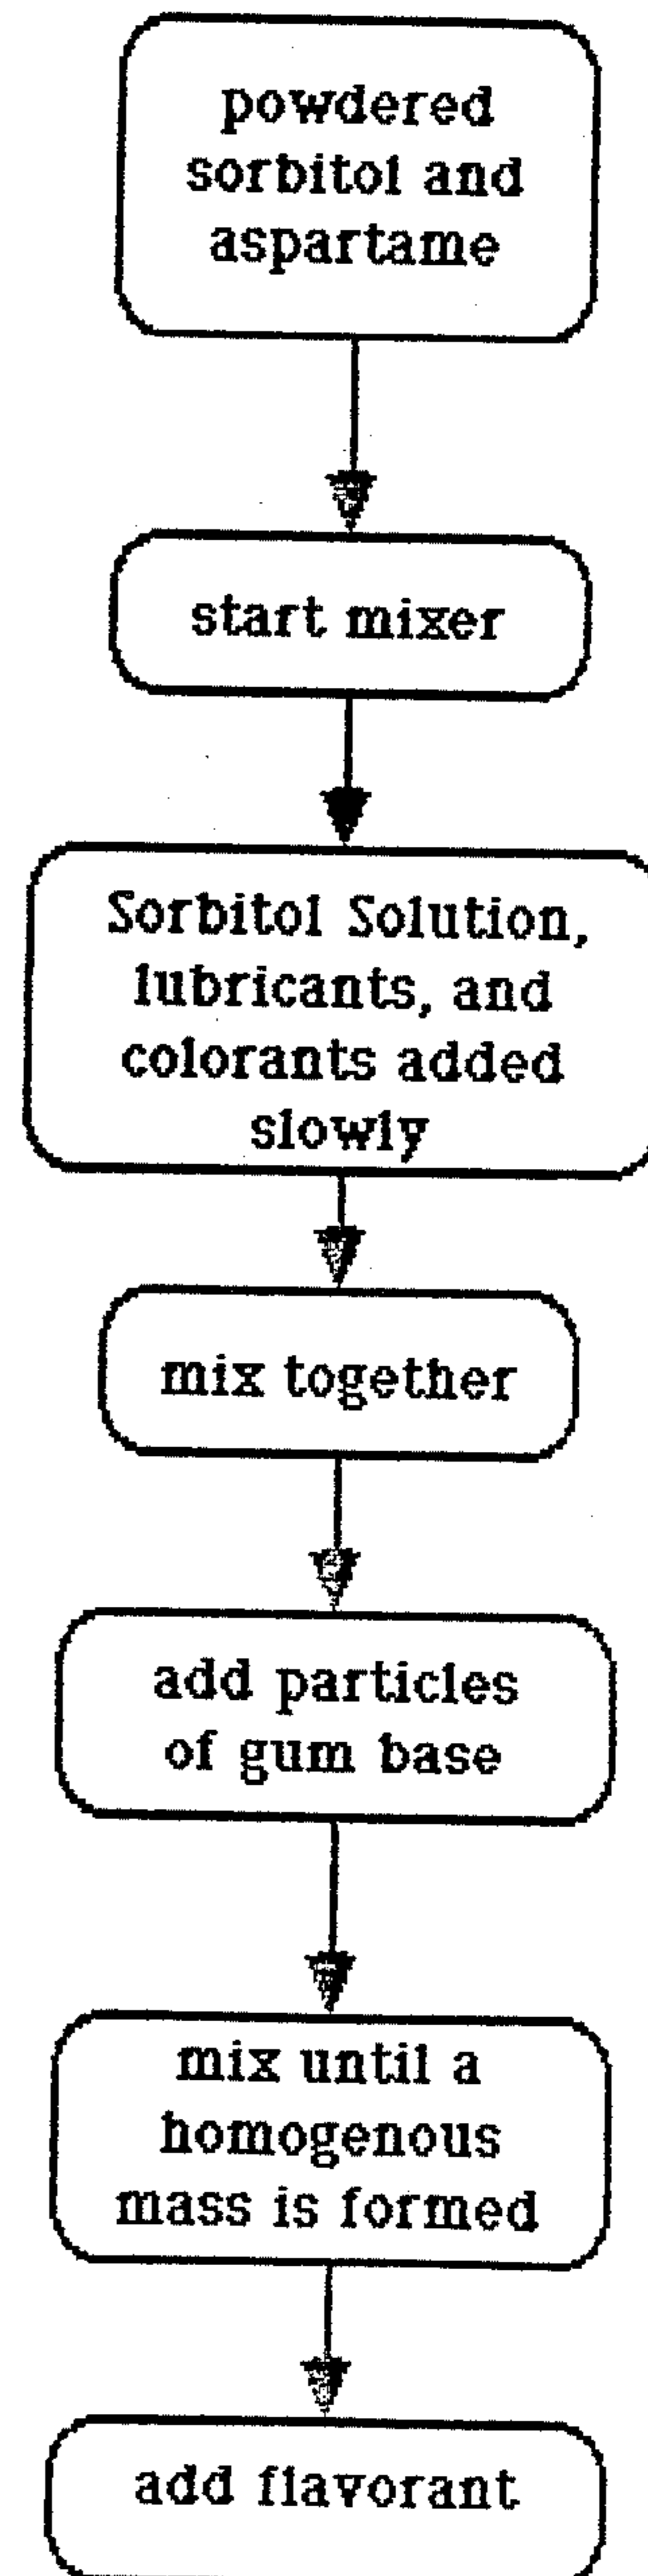 powdered
sorbitol and
aspartame
start mixer
Sorbitol Solution,
lubricants, and
colorants added
slowly
mix together
add particles
of gum base
mix until a
homogenous
mass is formed
add flavorant